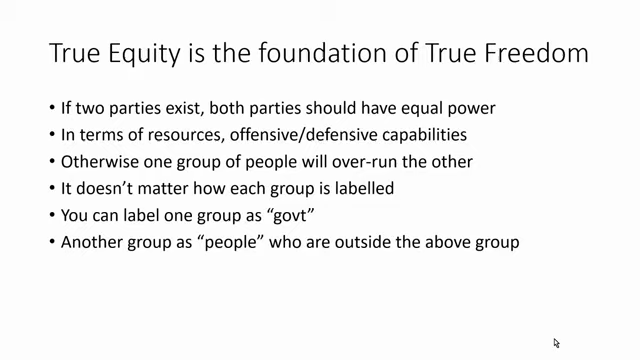 True Equity is the foundation of True Freedom
• If two parties exist, both parties should have equal power
• In terms of resources, offensive/defensive capabilities
• Otherwise one group of people will over-run the other
• It doesn’t matter how each group is labelled
• You can label one group as “govt”
• Another group as “people” who are outside the above group